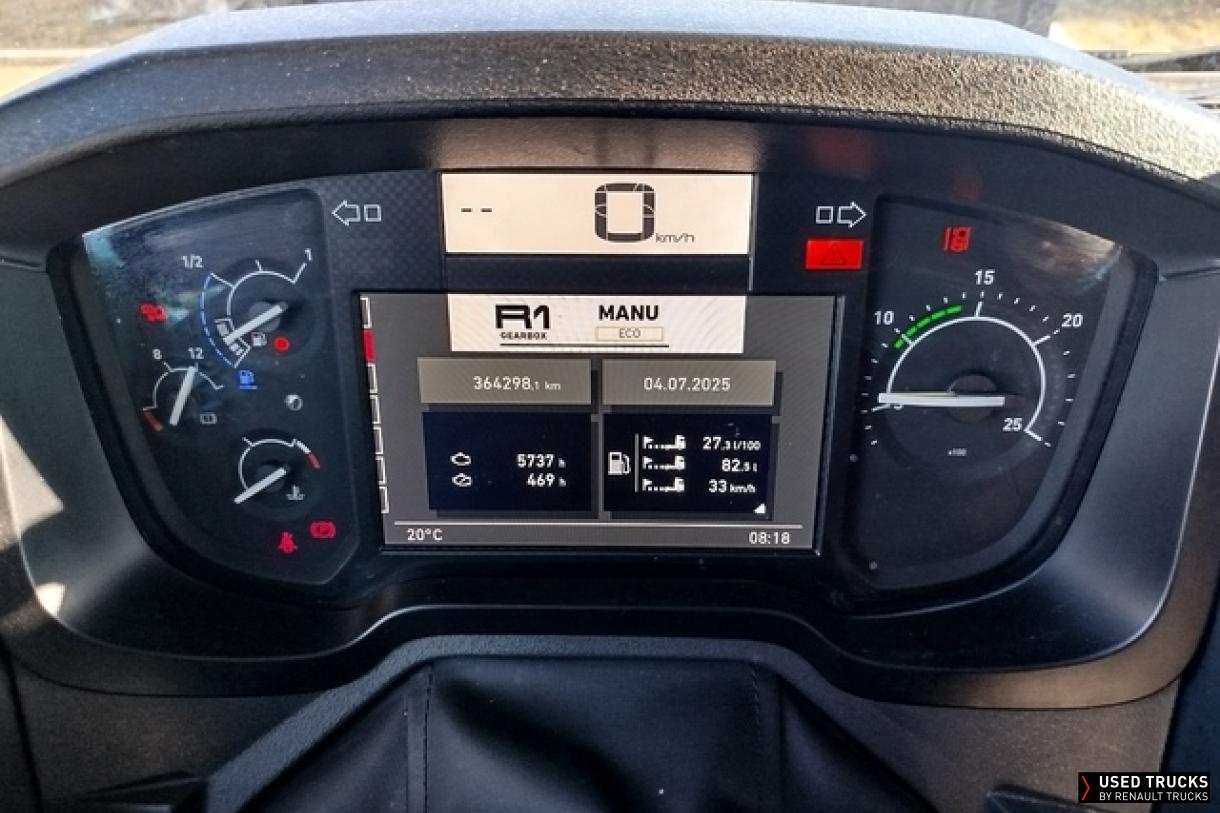 -- 0 km/h
R1 MANU
GEARBOX ECO
364298,1 km
04.07.2025
5737 h
469 h
27,3 l/100
82,5 l
33 km/h
20°C
08:18
1/2 1
8 12
10 15 20 25
x100
USED TRUCKS
BY RENAULT TRUCKS